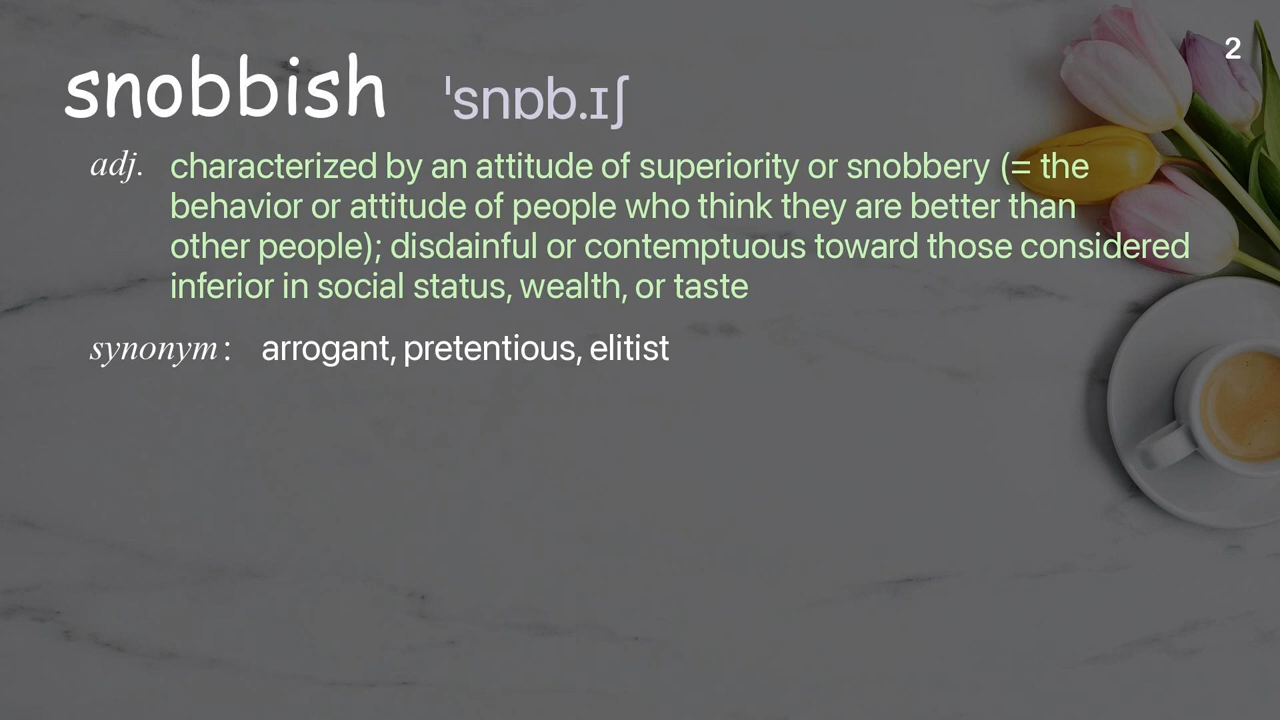 2
snobbish ˈsnɒb.ɪʃ
adj. characterized by an attitude of superiority or snobbery (= the
behavior or attitude of people who think they are better than
other people); disdainful or contemptuous toward those considered
inferior in social status, wealth, or taste
synonym : arrogant, pretentious, elitist